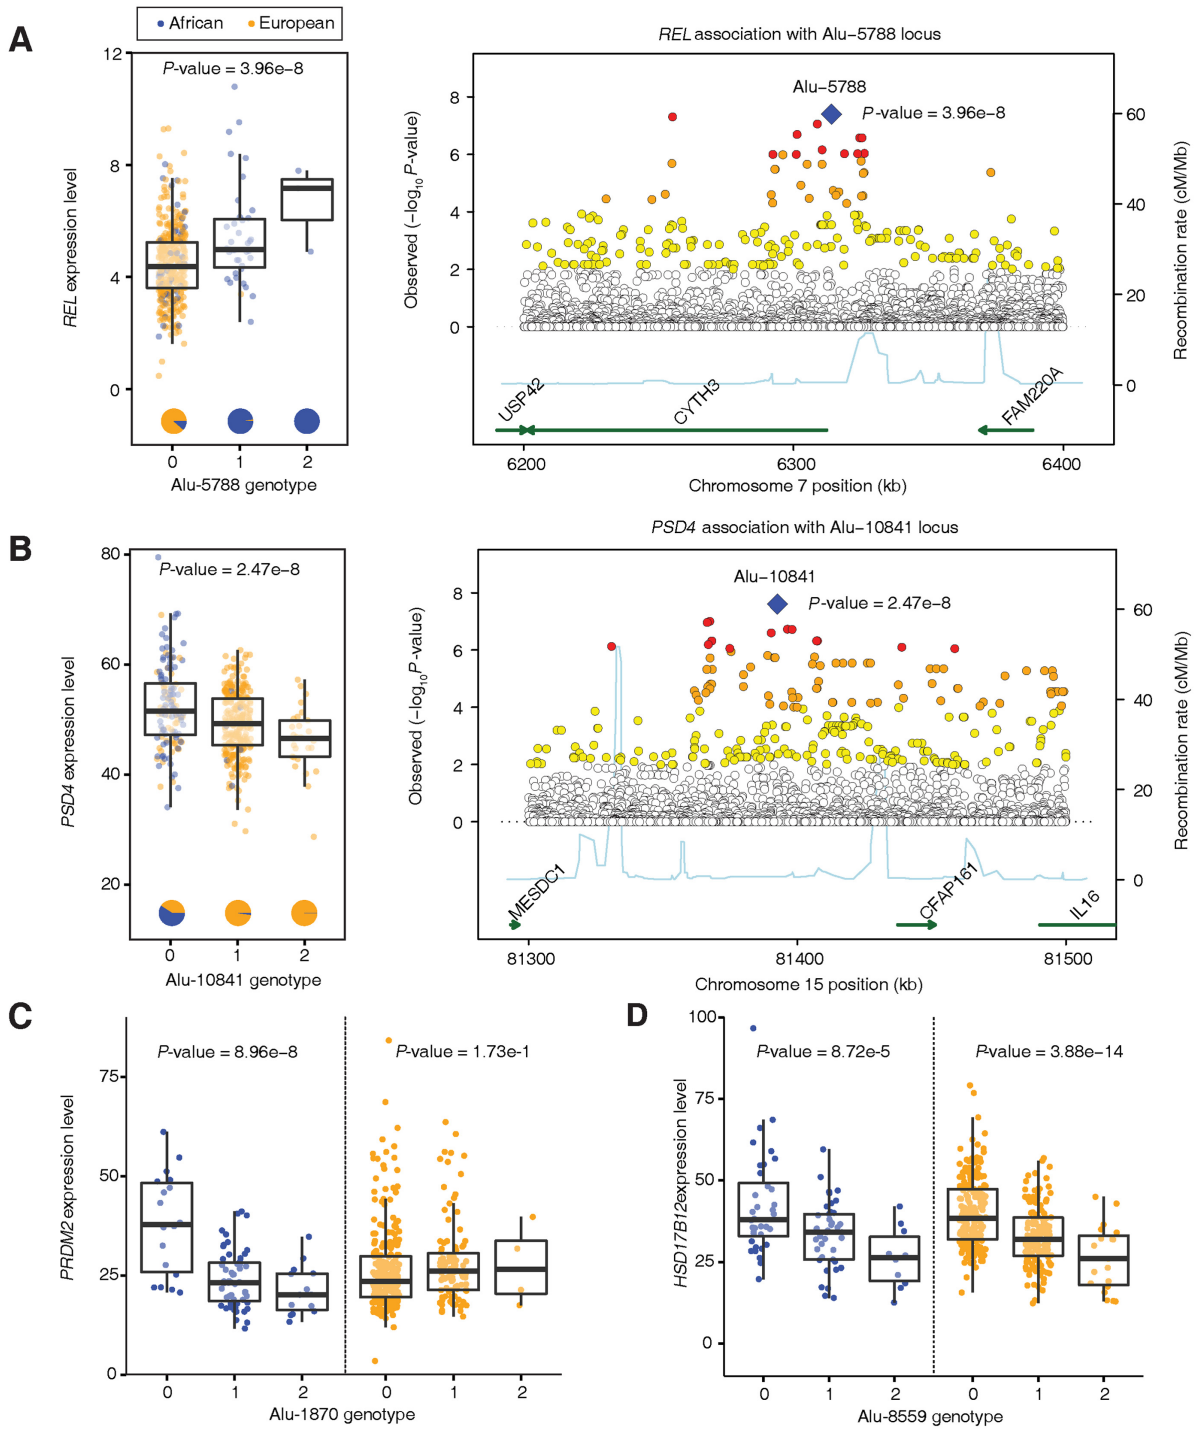 African European
A
REL association with Alu−5788 locus
P-value = 3.96e−8
12
8
4
0
REL expression level
0 1 2
Alu-5788 genotype
Alu−5788
P-value = 3.96e−8
8
6
4
2
0
Observed (−log10 P-value)
60
40
20
0
Recombination rate (cM/Mb)
USP42
CYTH3
FAM220A
6200 6300 6400
Chromosome 7 position (kb)
B
PSD4 association with Alu−10841 locus
P-value = 2.47e−8
80
60
40
20
PSD4 expression level
0 1 2
Alu-10841 genotype
Alu−10841
P-value = 2.47e−8
8
6
4
2
0
Observed (−log10 P-value)
60
40
20
0
Recombination rate (cM/Mb)
MESDC1
CFAP161
IL16
81300 81400 81500
Chromosome 15 position (kb)
C
P-value = 8.96e−8
P-value = 1.73e-1
75
50
25
0
PRDM2 expression level
0 1 2 0 1 2
Alu-1870 genotype
D
P-value = 8.72e-5
P-value = 3.88e−14
100
75
50
25
0
HSD17B12 expression level
0 1 2 0 1 2
Alu-8559 genotype